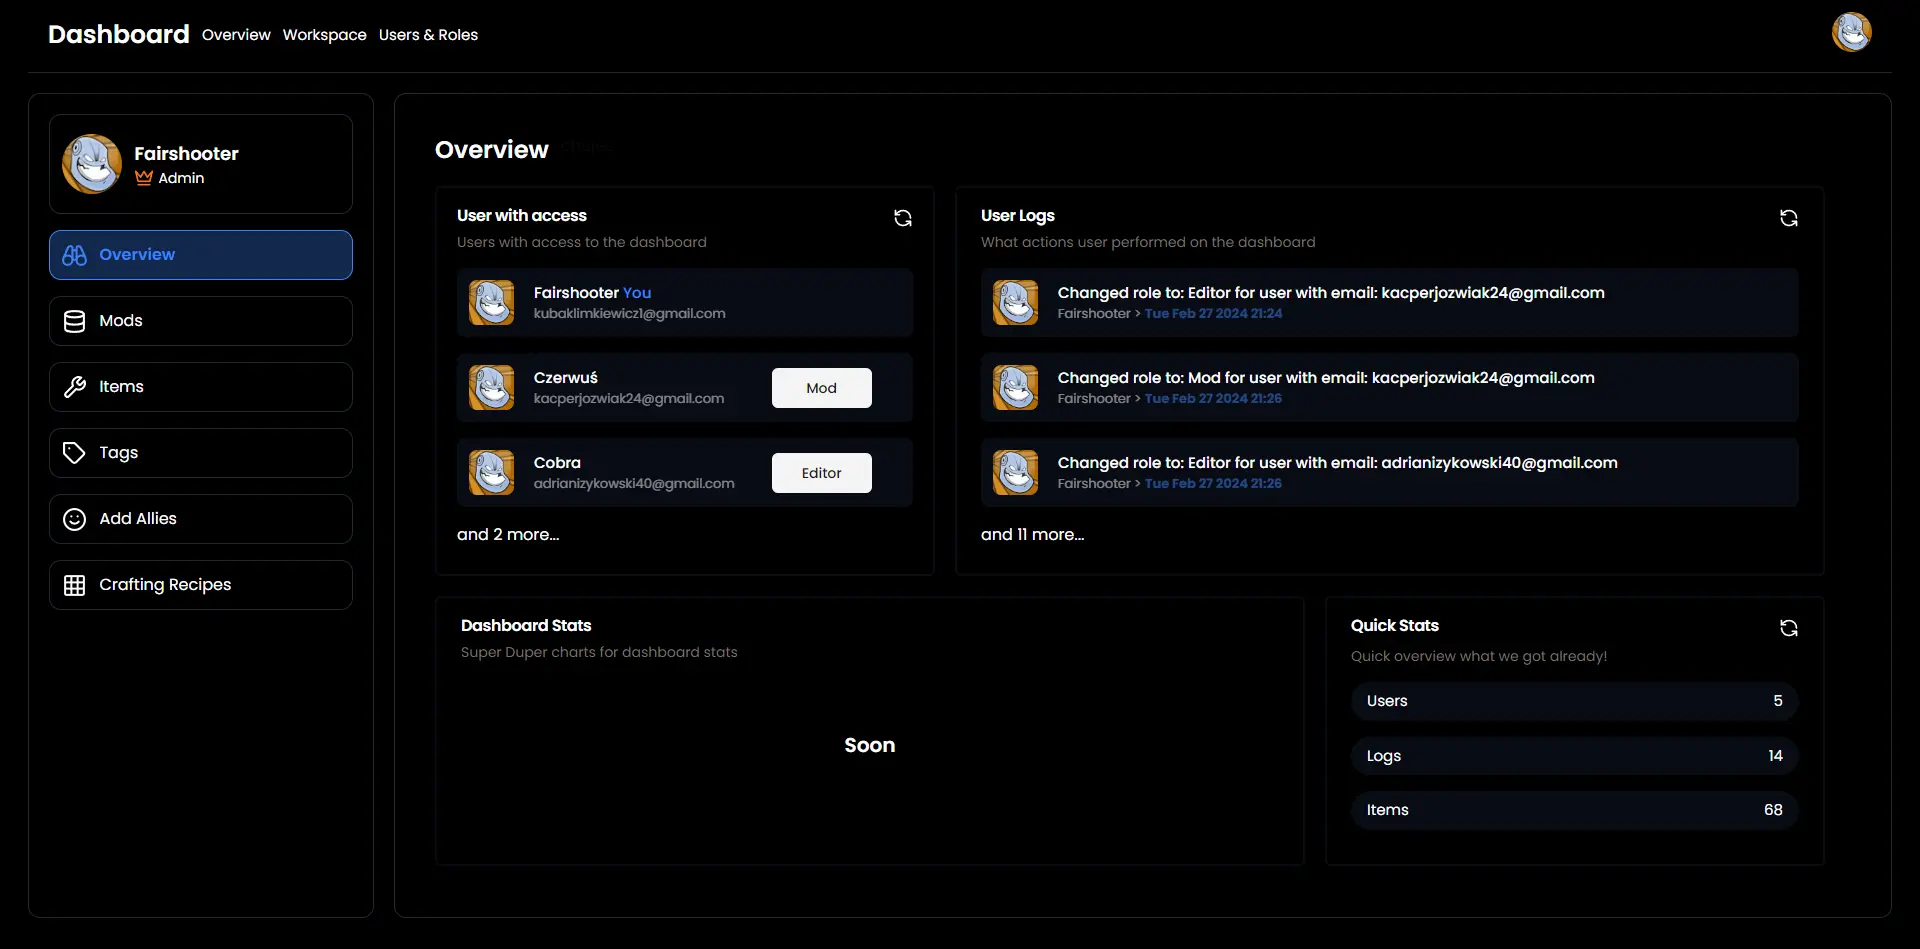 Dashboard Overview Workspace Users & Roles
Fairshooter
Admin
Overview
Mods
Items
Tags
Add Allies
Crafting Recipes
Overview
User with access
Users with access to the dashboard
Fairshooter You
kubaklimkiewicz1@gmail.com
Czerwuś
kacperjozwiak24@gmail.com
Mod
Cobra
adrianizykowski40@gmail.com
Editor
and 2 more...
User Logs
What actions user performed on the dashboard
Changed role to: Editor for user with email: kacperjozwiak24@gmail.com
Fairshooter > Tue Feb 27 2024 21:24
Changed role to: Mod for user with email: kacperjozwiak24@gmail.com
Fairshooter > Tue Feb 27 2024 21:26
Changed role to: Editor for user with email: adrianizykowski40@gmail.com
Fairshooter > Tue Feb 27 2024 21:26
and 11 more...
Dashboard Stats
Super Duper charts for dashboard stats
Soon
Quick Stats
Quick overview what we got already!
Users 5
Logs 14
Items 68